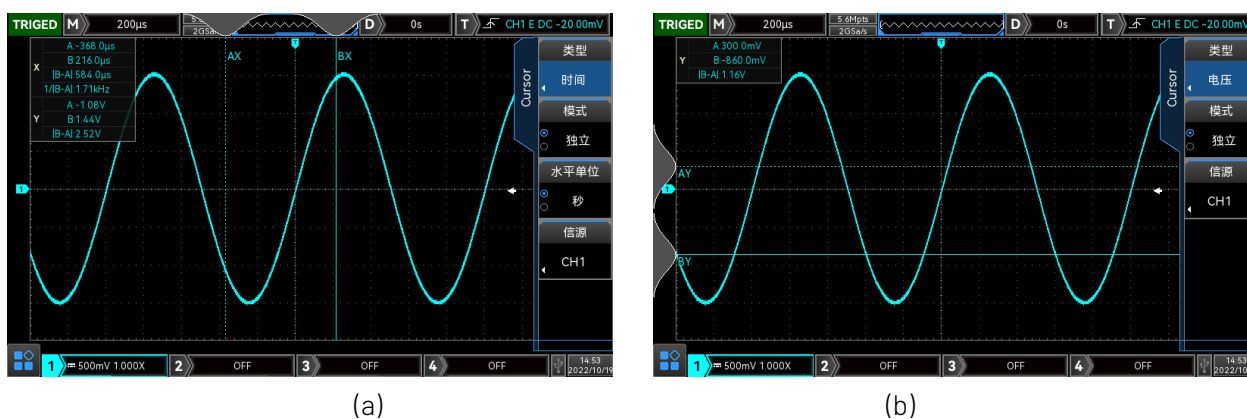 TRIGED M 200μs D 0s T CH1 E DC -20.00mV
2GSa/s
A:-368.0μs
X B:216.0μs
|B-A|:584.0μs
1/|B-A|:1.71kHz
A:-1.08V
Y B:1.44V
|B-A|:2.52V
AX BX
Cursor
类型
时间
模式
独立
水平单位
秒
信源
CH1
1
1 500mV 1.000X 2 OFF 3 OFF 4 OFF 14:53
2022/10/19
(a)
TRIGED M 200μs 5.6Mpts D 0s T CH1 E DC -20.00mV
2GSa/s
A:300.0mV
Y B:-860.0mV
|B-A|:1.16V
AY
BY
Cursor
类型
电压
模式
独立
信源
CH1
1
1 500mV 1.000X 2 OFF 3 OFF 4 OFF 14:53
2022/10/19
(b)